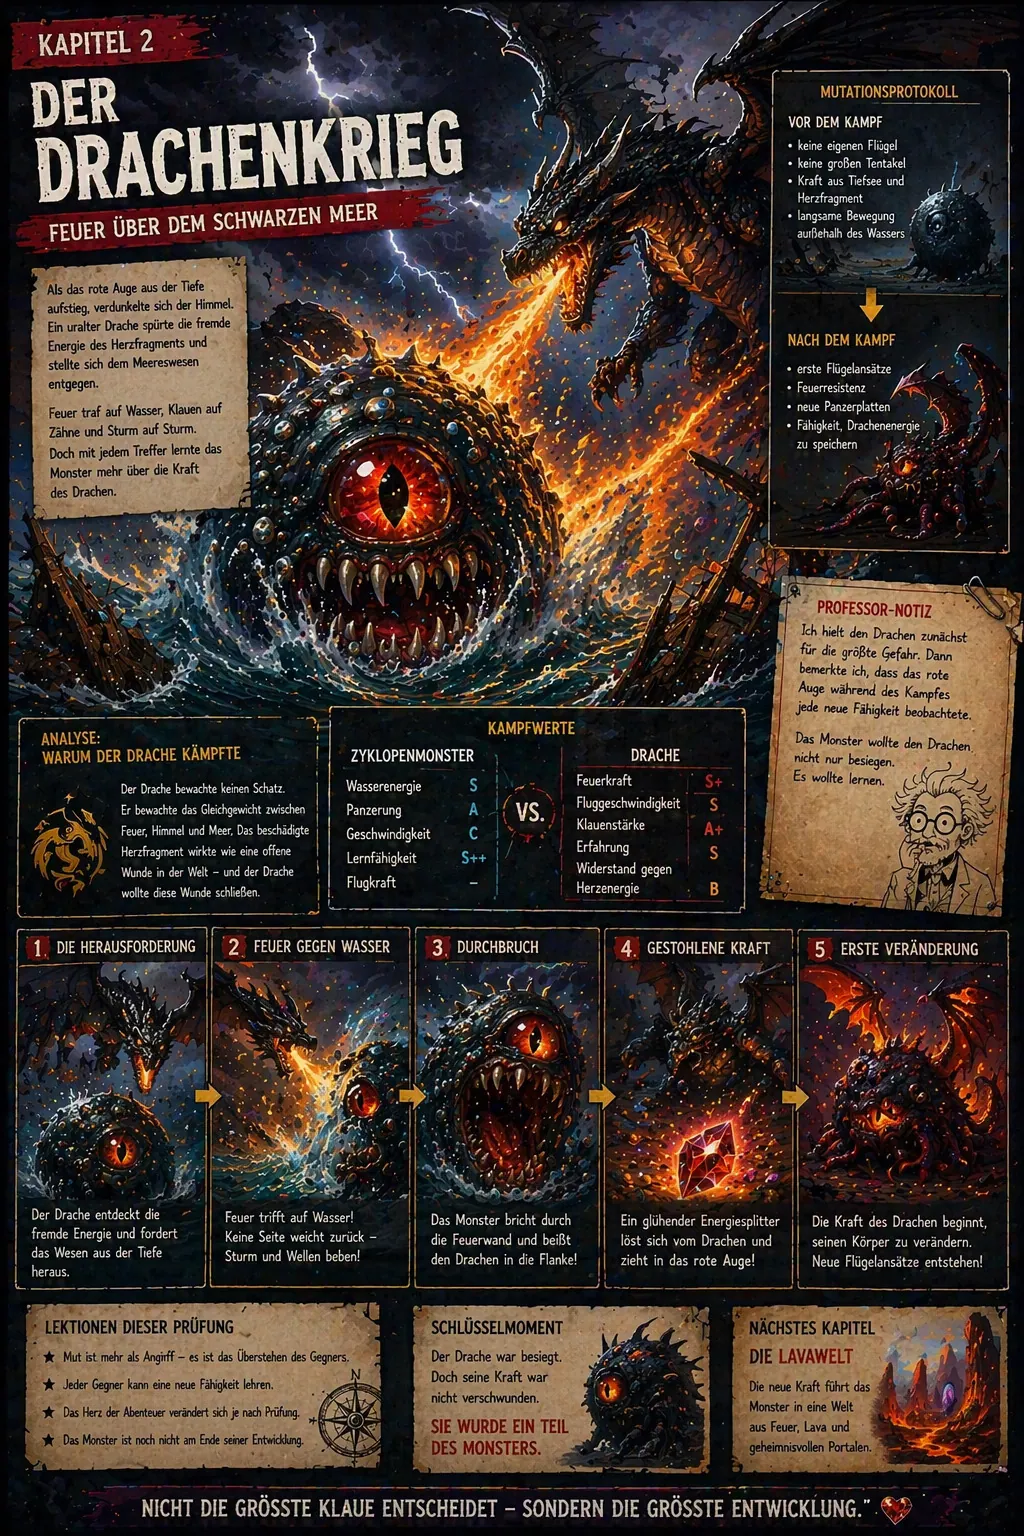 KAPITEL 2
DER
DRACHENKRIEG
FEUER ÜBER DEM SCHWARZEN MEER
Als das rote Auge aus der Tiefe
aufstieg, verdunkelte sich der Himmel.
Ein uralter Drache spürte die fremde
Energie des Herzfragments und
stellte sich dem Meereswesen
entgegen.
Feuer traf auf Wasser, Klauen auf
Zähne und Sturm auf Sturm.
Doch mit jedem Treffer lernte das
Monster mehr über die Kraft
des Drachen.
MUTATIONSPROTOKOLL
VOR DEM KAMPF
• keine eigenen Flügel
• keine großen Tentakel
• Kraft aus Tiefsee und
Herzfragment
• langsame Bewegung
außehalh des Wassers
NACH DEM KAMPF
• erste Flügelansätze
• Feuerresistenz
• neue Panzerplatten
• Fähigkeit, Drachenenergie
zu speichern
PROFESSOR-NOTIZ
Ich hielt den Drachen zunächst
für die größte Gefahr. Dann
bemerkte ich, dass das rote
Auge während des Kampfes
jede neue Fähigkeit beobachtete.
Das Monster wollte den Drachen
nicht nur besiegen.
Es wollte lernen.
ANALYSE:
WARUM DER DRACHE KÄMPFTE
Der Drache bewachte keinen Schatz.
Er bewachte das Gleichgewicht zwischen
Feuer, Himmel und Meer, Das beschädigte
Herzfragment wirkte wie eine offene
Wunde in der Welt – und der Drache
wollte diese Wunde schließen.
KAMPFWERTE
ZYKLOPENMONSTER
Wasserenergie S
Panzerung A
Geschwindigkeit C
Lernfähigkeit S++
Flugkraft –
VS.
DRACHE
Feuerkraft S+
Fluggeschwindigkeit S
Klauenstärke A+
Erfahrung S
Widerstand gegen
Herzenergie B
1. DIE HERAUSFORDERUNG
Der Drache entdeckt die
fremde Energie und fordert
das Wesen aus der Tiefe
heraus.
2. FEUER GEGEN WASSER
Feuer trifft auf Wasser!
Keine Seite weicht zurück –
Sturm und Wellen beben!
3. DURCHBRUCH
Das Monster bricht durch
die Feuerwand und beißt
den Drachen in die Flanke!
4. GESTOHLENE KRAFT
Ein glühender Energiesplitter
löst sich vom Drachen und
zieht in das rote Auge!
5 ERSTE VERÄNDERUNG
Die Kraft des Drachen beginnt,
seinen Körper zu verändern.
Neue Flügelansätze entstehen!
LEKTIONEN DIESER PRÜFUNG
★ Mut ist mehr als Angirff – es ist das Überstehen des Gegners.
★ Jeder Gegner kann eine neue Fähigkeit lehren.
★ Das Herz der Abenteuer verändert sich je nach Prüfung.
★ Das Monster ist noch nicht am Ende seiner Entwicklung.
N
SCHLÜSSELMOMENT
Der Drache war besiegt.
Doch seine Kraft war
nicht verschwunden.
SIE WURDE EIN TEIL
DES MONSTERS.
NÄCHSTES KAPITEL
DIE LAVAWELT
Die neue Kraft führt das
Monster in eine Welt
aus Feuer, Lava und
geheimnisvollen Portalen.
NICHT DIE GRÖSSTE KLAUE ENTSCHEIDET – SONDERN DIE GRÖSSTE ENTWICKLUNG."